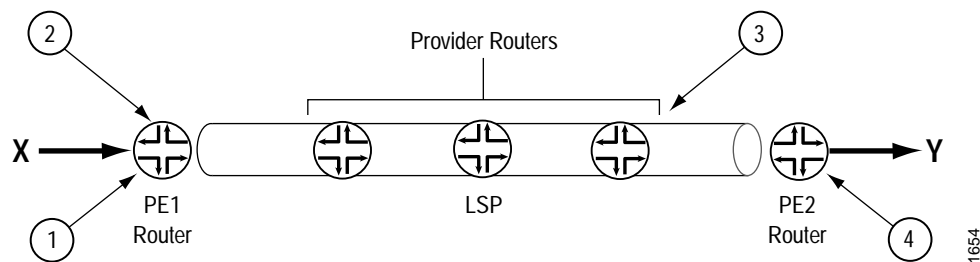 2
Provider Routers
3
X
Y
PE1
Router
LSP
PE2
Router
1
4
1654